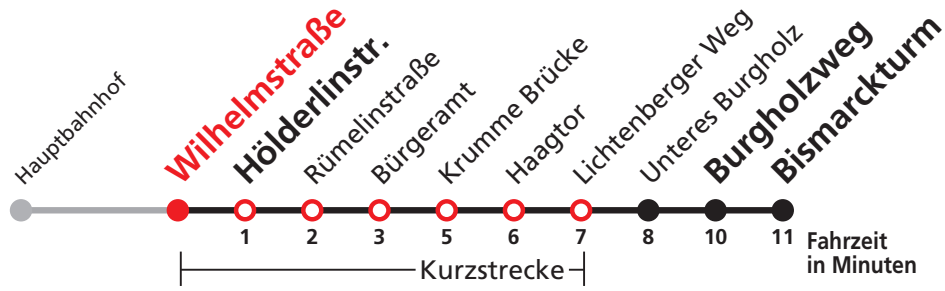 Hauptbahnhof
Wilhelmstraße
Hölderlinstr.
Rümelinstraße
Bürgeramt
Krumme Brücke
Haagtor
Lichtenberger Weg
Unteres Burgholz
Burgholzweg
Bismarckturm
1 2 3 5 6 7 8 10 11
Fahrzeit
in Minuten
Kurzstrecke